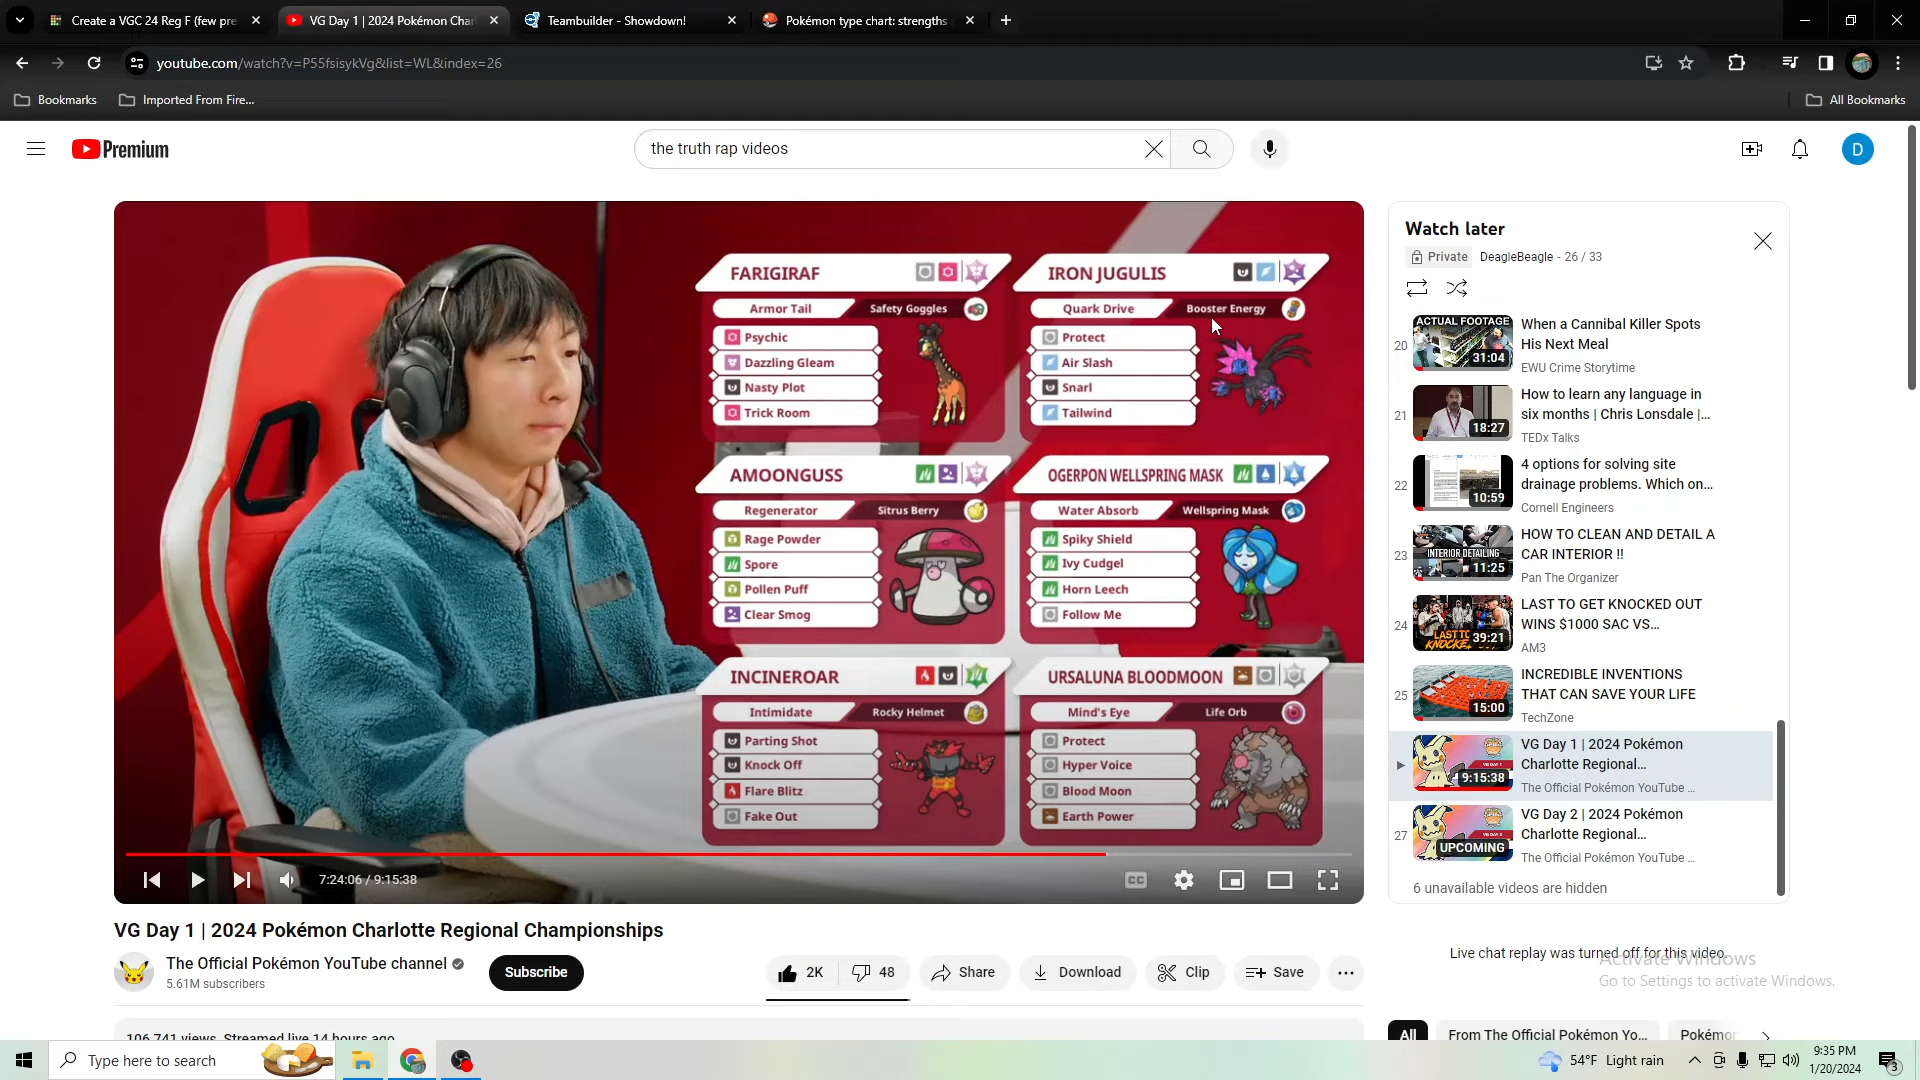 Create a VGC 24 Reg F (few pre
VG Day 1 | 2024 Pokémon Char
Teambuilder - Showdown!
Pokémon type chart: strengths
youtube.com/watch?v=P55fsisykVg&list=WL&index=26
Bookmarks
Imported From Fire...
All Bookmarks
Premium
the truth rap videos
D
FARIGIRAF
Armor Tail
Safety Goggles
Psychic
Dazzling Gleam
Nasty Plot
Trick Room
IRON JUGULIS
Quark Drive
Booster Energy
Protect
Air Slash
Snarl
Tailwind
AMOONGUSS
Regenerator
Sitrus Berry
Rage Powder
Spore
Pollen Puff
Clear Smog
OGERPON WELLSPRING MASK
Water Absorb
Wellspring Mask
Spiky Shield
Ivy Cudgel
Horn Leech
Follow Me
INCINEROAR
Intimidate
Rocky Helmet
Parting Shot
Knock Off
Flare Blitz
Fake Out
URSALUNA BLOODMOON
Mind's Eye
Life Orb
Protect
Hyper Voice
Blood Moon
Earth Power
7:24:06 / 9:15:38
CC
VG Day 1 | 2024 Pokémon Charlotte Regional Championships
The Official Pokémon YouTube channel
5.61M subscribers
Subscribe
2K
48
Share
Download
Clip
Save
106,741 views Streamed live 14 hours ago
Watch later
Private
DeagleBeagle - 26 / 33
20
ACTUAL FOOTAGE
31:04
When a Cannibal Killer Spots
His Next Meal
EWU Crime Storytime
21
18:27
How to learn any language in
six months | Chris Lonsdale |...
TEDx Talks
22
10:59
4 options for solving site
drainage problems. Which on...
Cornell Engineers
23
INTERIOR DETAILING
11:25
HOW TO CLEAN AND DETAIL A
CAR INTERIOR !!
Pan The Organizer
24
39:21
LAST TO GET KNOCKED OUT
WINS $1000 SAC VS...
AM3
25
15:00
INCREDIBLE INVENTIONS
THAT CAN SAVE YOUR LIFE
TechZone
9:15:38
VG Day 1 | 2024 Pokémon
Charlotte Regional...
The Official Pokémon YouTube ...
27
UPCOMING
VG Day 2 | 2024 Pokémon
Charlotte Regional...
The Official Pokémon YouTube ...
6 unavailable videos are hidden
Live chat replay was turned off for this video.
Activate Windows
Go to Settings to activate Windows.
All
From The Official Pokémon Yo...
Pokémon
Type here to search
54°F Light rain
9:35 PM
1/20/2024
3